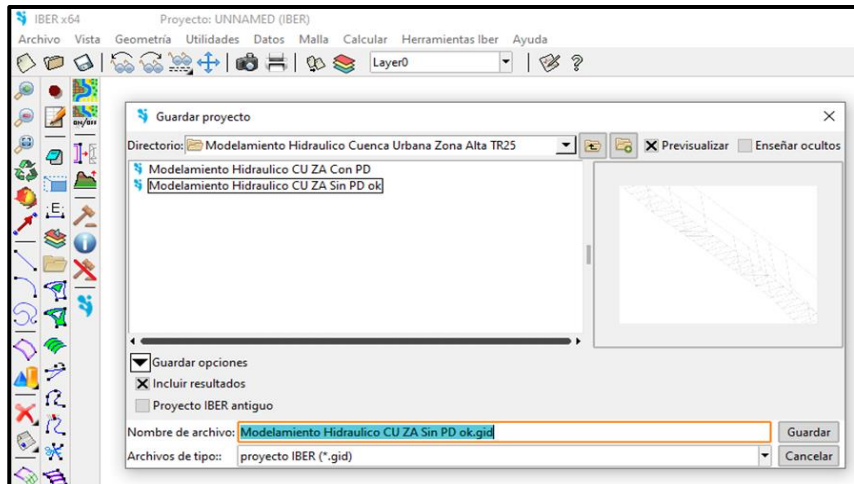 IBER x64 Proyecto: UNNAMED (IBER)
Archivo Vista Geometría Utilidades Datos Malla Calcular Herramientas Iber Ayuda
Layer0
Guardar proyecto
Directorio: Modelamiento Hidraulico Cuenca Urbana Zona Alta TR25 Previsualizar Enseñar ocultos
Modelamiento Hidraulico CU ZA Con PD
Modelamiento Hidraulico CU ZA Sin PD ok
Guardar opciones
Incluir resultados
Proyecto IBER antiguo
Nombre de archivo: Modelamiento Hidraulico CU ZA Sin PD ok.gid Guardar
Archivos de tipo:: proyecto IBER (*.gid) Cancelar